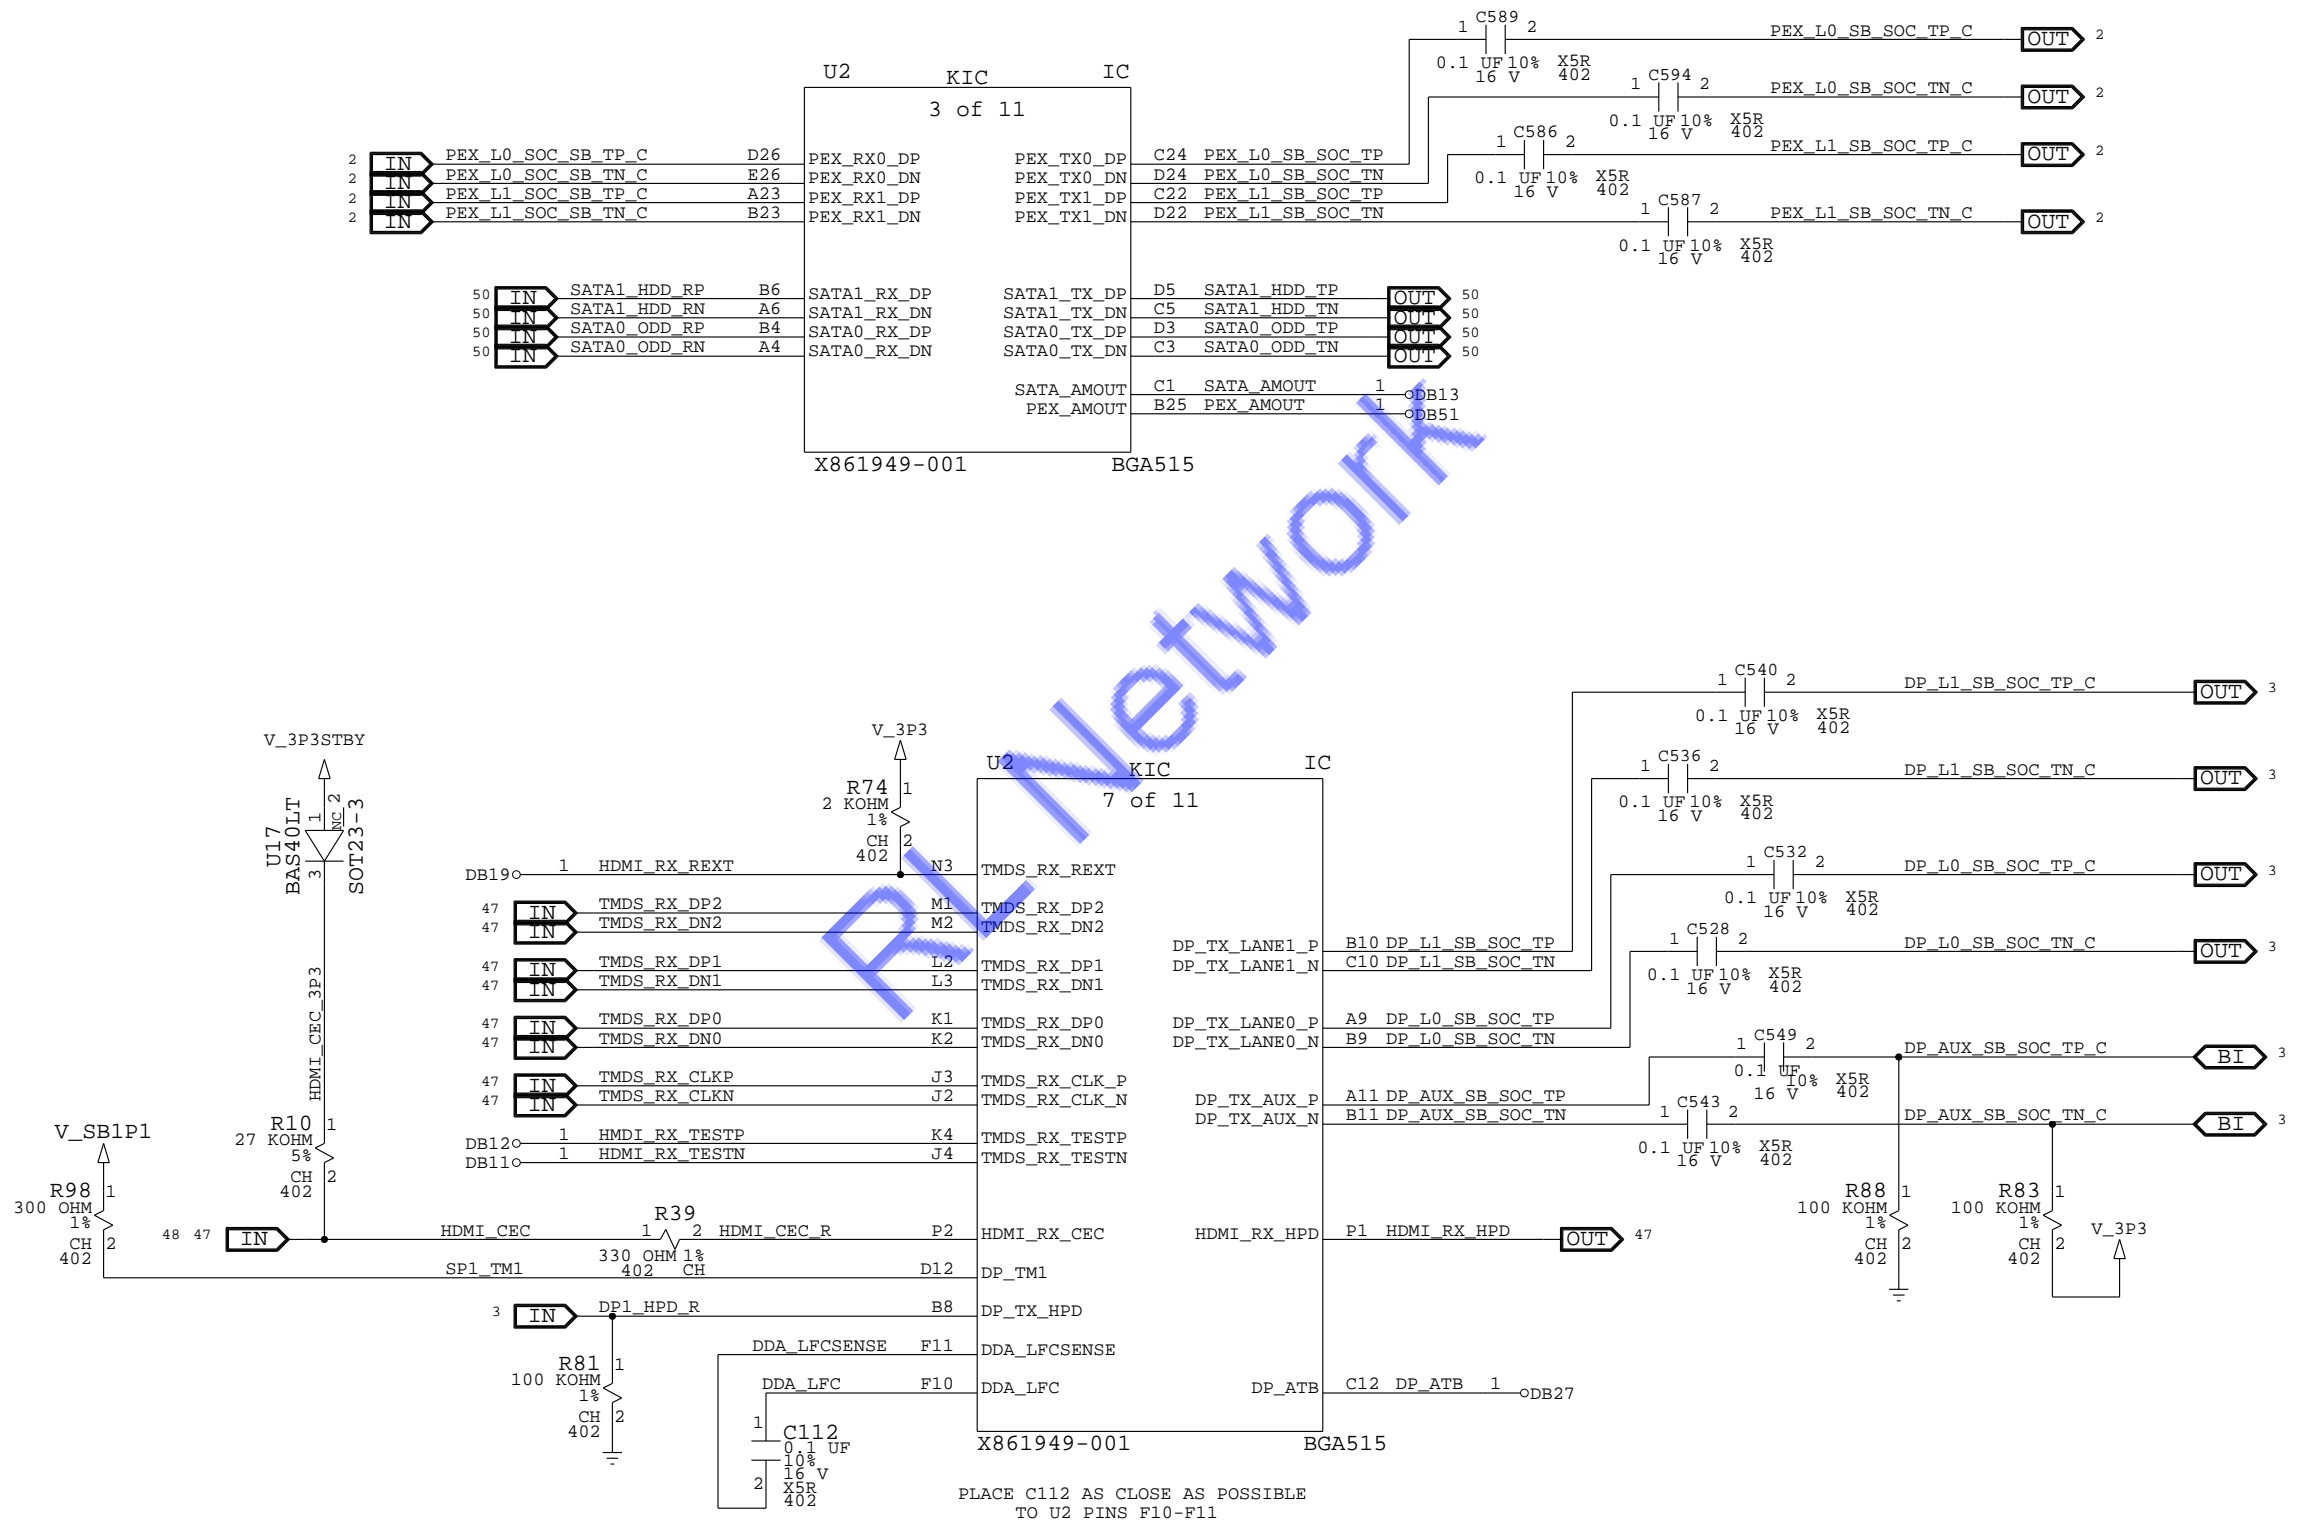 C589
1 2
PEX_L0_SB_SOC_TP_C
OUT 2
0.1 UF 10% X5R
16 V 402
C594
1 2
PEX_L0_SB_SOC_TN_C
OUT 2
0.1 UF 10% X5R
16 V 402
C586
1 2
PEX_L1_SB_SOC_TP_C
OUT 2
0.1 UF 10% X5R
16 V 402
C587
1 2
PEX_L1_SB_SOC_TN_C
OUT 2
0.1 UF 10% X5R
16 V 402
U2 KIC IC
3 of 11
2 IN PEX_L0_SOC_SB_TP_C D26 PEX_RX0_DP PEX_TX0_DP C24 PEX_L0_SB_SOC_TP
2 IN PEX_L0_SOC_SB_TN_C E26 PEX_RX0_DN PEX_TX0_DN D24 PEX_L0_SB_SOC_TN
2 IN PEX_L1_SOC_SB_TP_C A23 PEX_RX1_DP PEX_TX1_DP C22 PEX_L1_SB_SOC_TP
2 IN PEX_L1_SOC_SB_TN_C B23 PEX_RX1_DN PEX_TX1_DN D22 PEX_L1_SB_SOC_TN
50 IN SATA1_HDD_RP B6 SATA1_RX_DP SATA1_TX_DP D5 SATA1_HDD_TP OUT 50
50 IN SATA1_HDD_RN A6 SATA1_RX_DN SATA1_TX_DN C5 SATA1_HDD_TN OUT 50
50 IN SATA0_ODD_RP B4 SATA0_RX_DP SATA0_TX_DP D3 SATA0_ODD_TP OUT 50
50 IN SATA0_ODD_RN A4 SATA0_RX_DN SATA0_TX_DN C3 SATA0_ODD_TN OUT 50
SATA_AMOUT C1 SATA_AMOUT 1 DB13
PEX_AMOUT B25 PEX_AMOUT 1 DB51
X861949-001 BGA515
RL Network
C540
1 2
DP_L1_SB_SOC_TP_C
OUT 3
0.1 UF 10% X5R
16 V 402
C536
1 2
DP_L1_SB_SOC_TN_C
OUT 3
0.1 UF 10% X5R
16 V 402
C532
1 2
DP_L0_SB_SOC_TP_C
OUT 3
0.1 UF 10% X5R
16 V 402
C528
1 2
DP_L0_SB_SOC_TN_C
OUT 3
0.1 UF 10% X5R
16 V 402
C549
1 2
DP_AUX_SB_SOC_TP_C
BI 3
0.1 UF 10% X5R
16 V 402
C543
1 2
DP_AUX_SB_SOC_TN_C
BI 3
0.1 UF 10% X5R
16 V 402
V_3P3STBY
1
NC 2
U17
BAS40LT
SOT23-3
3
HDMI_CEC_3P3
R10 1
27 KOHM
5%
CH 2
402
V_SB1P1
R98 1
300 OHM
1%
CH 2
402
V_3P3
R74 1
2 KOHM
1%
CH 2
402
U2 KIC IC
7 of 11
DB19 1 HDMI_RX_REXT N3 TMDS_RX_REXT
47 IN TMDS_RX_DP2 M1 TMDS_RX_DP2
47 IN TMDS_RX_DN2 M2 TMDS_RX_DN2
DP_TX_LANE1_P B10 DP_L1_SB_SOC_TP
47 IN TMDS_RX_DP1 L2 TMDS_RX_DP1 DP_TX_LANE1_N C10 DP_L1_SB_SOC_TN
47 IN TMDS_RX_DN1 L3 TMDS_RX_DN1
47 IN TMDS_RX_DP0 K1 TMDS_RX_DP0 DP_TX_LANE0_P A9 DP_L0_SB_SOC_TP
47 IN TMDS_RX_DN0 K2 TMDS_RX_DN0 DP_TX_LANE0_N B9 DP_L0_SB_SOC_TN
47 IN TMDS_RX_CLKP J3 TMDS_RX_CLK_P
47 IN TMDS_RX_CLKN J2 TMDS_RX_CLK_N DP_TX_AUX_P A11 DP_AUX_SB_SOC_TP
DP_TX_AUX_N B11 DP_AUX_SB_SOC_TN
DB12 1 HMDI_RX_TESTP K4 TMDS_RX_TESTP
DB11 1 HDMI_RX_TESTN J4 TMDS_RX_TESTN
48 47 IN HDMI_CEC 1 R39 2 HDMI_CEC_R P2 HDMI_RX_CEC HDMI_RX_HPD P1 HDMI_RX_HPD OUT 47
330 OHM 1%
402 CH
SP1_TM1 D12 DP_TM1
3 IN DP1_HPD_R B8 DP_TX_HPD
DDA_LFCSENSE F11 DDA_LFCSENSE
DDA_LFC F10 DDA_LFC DP_ATB C12 DP_ATB 1 DB27
R81 1
100 KOHM
1%
CH 2
402
1
C112
0.1 UF
10%
16 V
2 X5R
402
R88 1
100 KOHM
1%
CH 2
402
R83 1
100 KOHM
1%
CH 2
402
V_3P3
X861949-001 BGA515
PLACE C112 AS CLOSE AS POSSIBLE
TO U2 PINS F10-F11